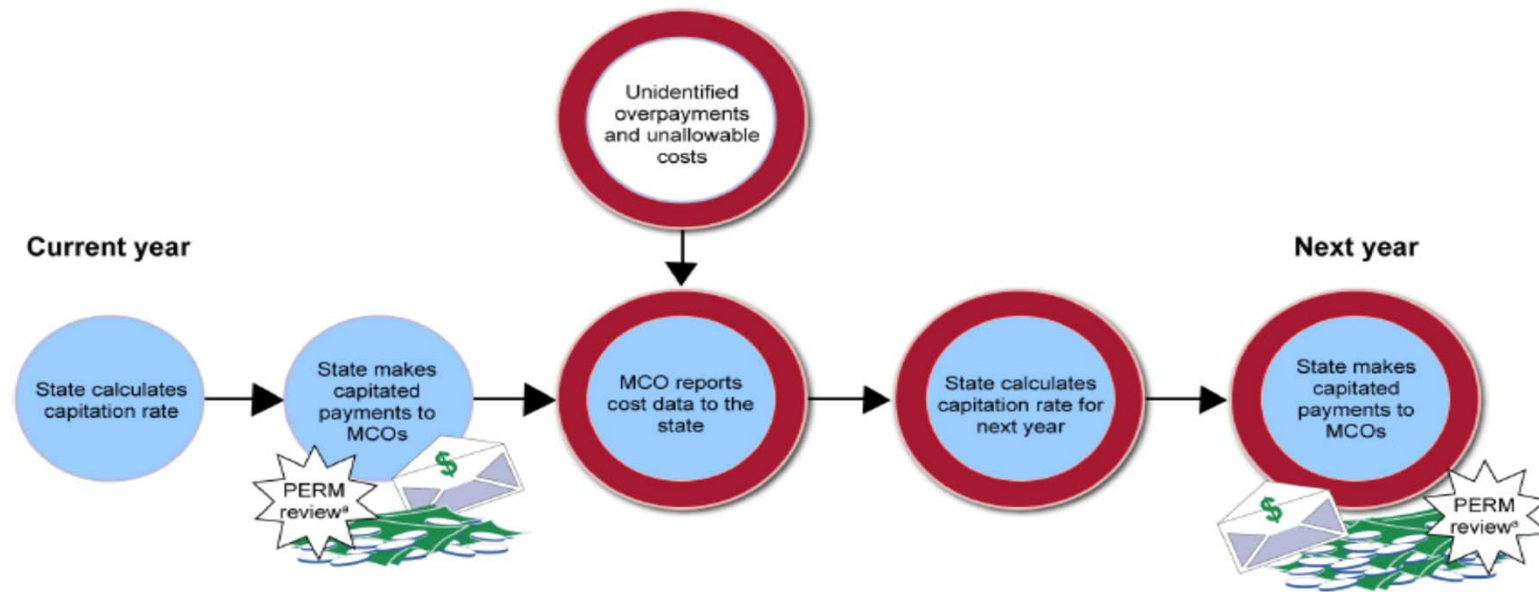 Unidentified
overpayments
and unallowable
costs
Current year
Next year
State calculates
capitation rate
State makes
capitated
payments to
MCOs
$
PERM
reviewᵃ
MCO reports
cost data to the
state
State calculates
capitation rate for
next year
State makes
capitated
payments to
MCOs
$
PERM
reviewᵃ